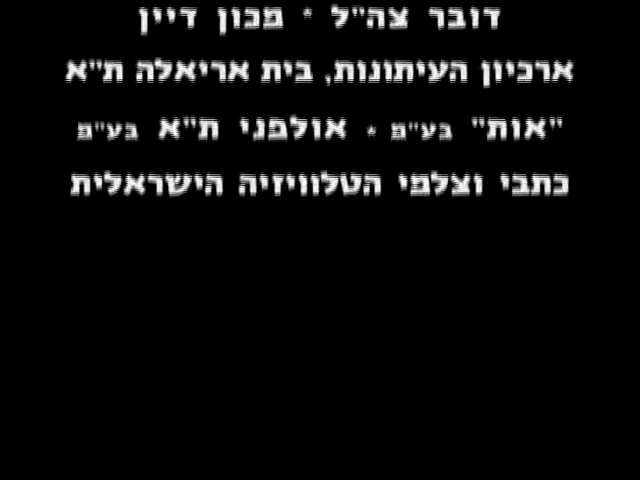 דובר צה"ל * מכון דיין
ארכיון העיתונות, בית אריאלה ת"א
"אות" בע"מ * אולפני ת"א בע"מ
כתבי וצלמי הטלוויזיה הישראלית